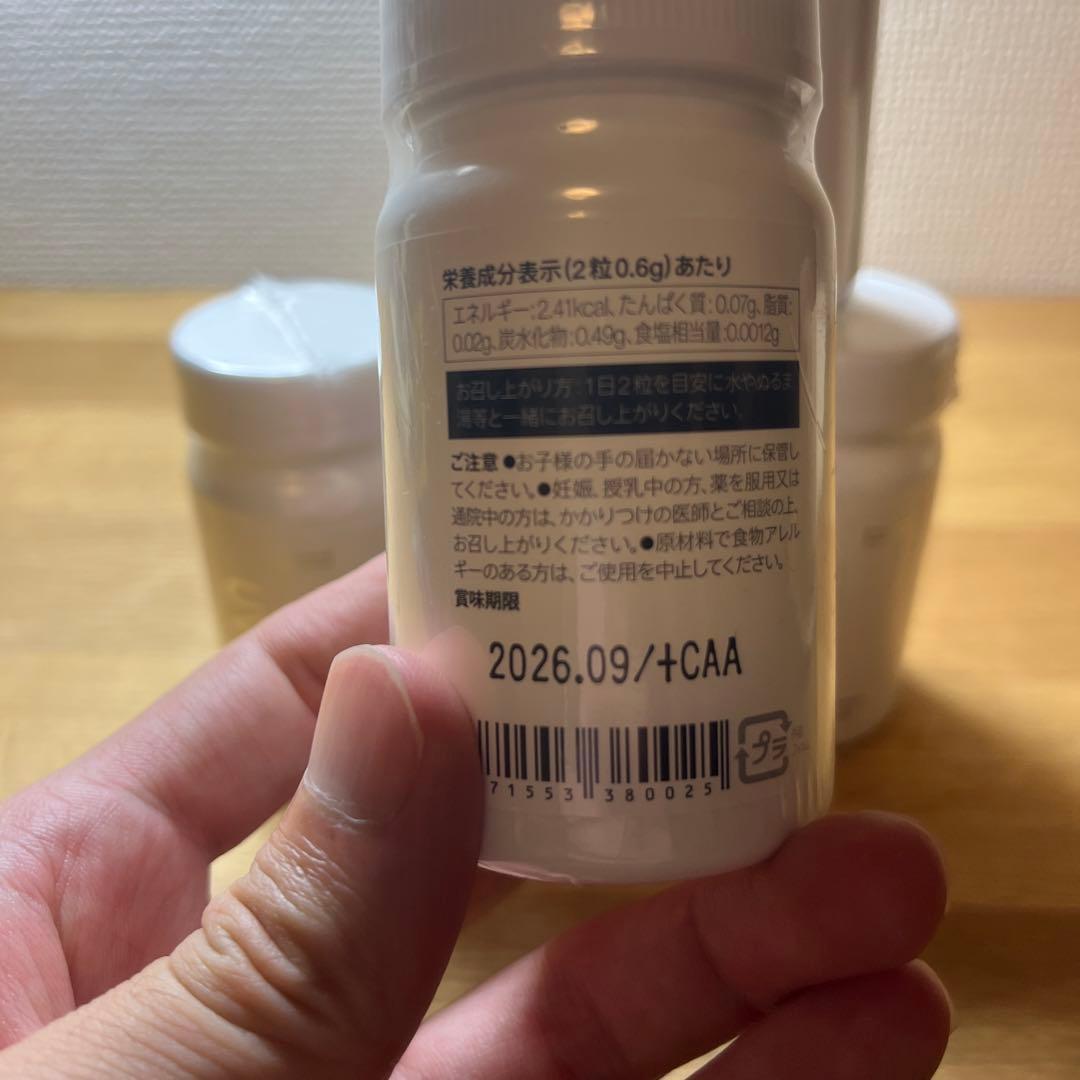 栄養成分表示(2粒0.6g)あたり
エネルギー:2.41kcal、たんぱく質:0.07g、脂質:
0.02g、炭水化物:0.49g、食塩相当量:0.0012g
お召し上がり方:1日2粒を目安に水やぬるま
湯等と一緒にお召し上がりください。
ご注意 ●お子様の手の届かない場所に保管し
てください。●妊娠、授乳中の方、薬を服用又は
通院中の方は、かかりつけの医師とご相談の上、
お召し上がりください。●原材料で食物アレル
ギーのある方は、ご使用を中止してください。
賞味期限
2026.09/+CAA
71553 380025
プラ